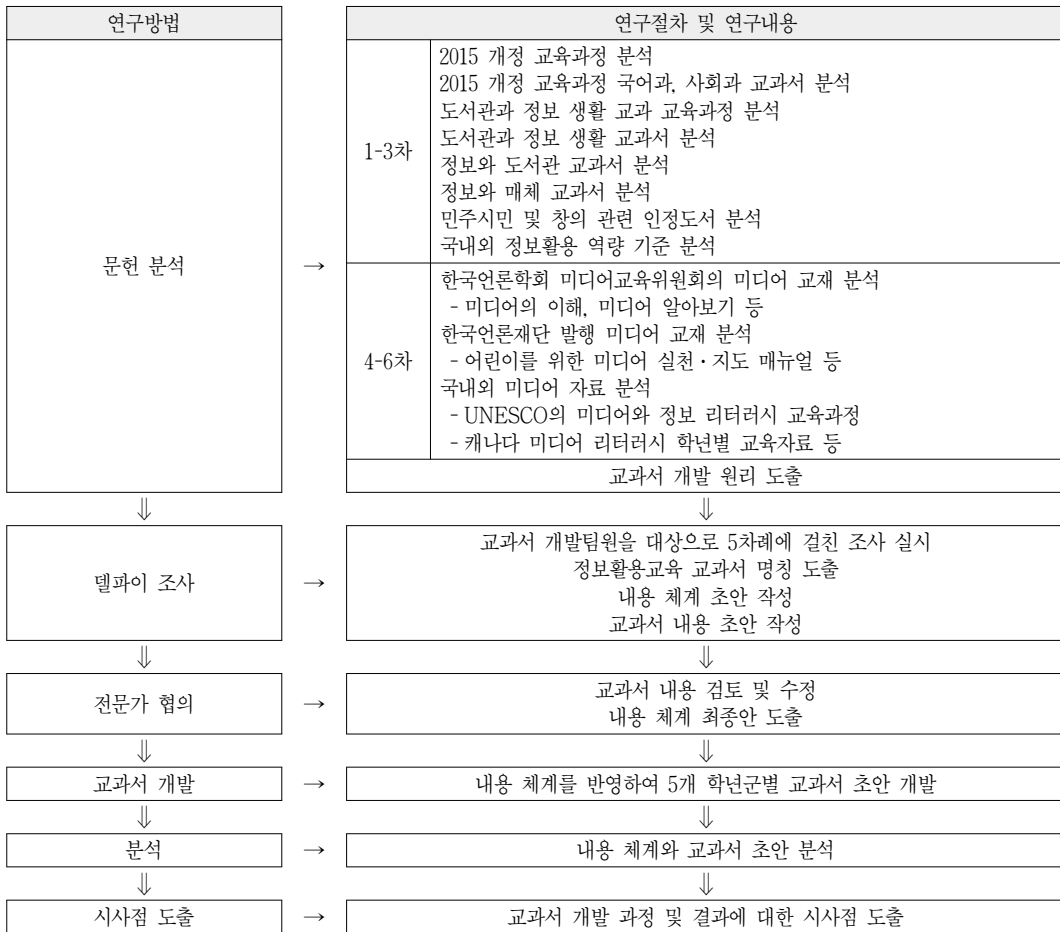 연구방법
연구절차 및 연구내용
문헌 분석
→
1-3차
2015 개정 교육과정 분석
2015 개정 교육과정 국어과, 사회과 교과서 분석
도서관과 정보 생활 교과 교육과정 분석
도서관과 정보 생활 교과서 분석
정보와 도서관 교과서 분석
정보와 매체 교과서 분석
민주시민 및 창의 관련 인정도서 분석
국내외 정보활용 역량 기준 분석
4-6차
한국언론학회 미디어교육위원회의 미디어 교재 분석
- 미디어의 이해, 미디어 알아보기 등
한국언론재단 발행 미디어 교재 분석
- 어린이를 위한 미디어 실천·지도 매뉴얼 등
국내외 미디어 자료 분석
- UNESCO의 미디어와 정보 리터러시 교육과정
- 캐나다 미디어 리터러시 학년별 교육자료 등
교과서 개발 원리 도출
⇓ ⇓
델파이 조사
→
교과서 개발팀원을 대상으로 5차례에 걸친 조사 실시
정보활용교육 교과서 명칭 도출
내용 체계 초안 작성
교과서 내용 초안 작성
⇓ ⇓
전문가 협의
→
교과서 내용 검토 및 수정
내용 체계 최종안 도출
⇓ ⇓
교과서 개발 → 내용 체계를 반영하여 5개 학년군별 교과서 초안 개발
⇓ ⇓
분석 → 내용 체계와 교과서 초안 분석
⇓ ⇓
시사점 도출 → 교과서 개발 과정 및 결과에 대한 시사점 도출